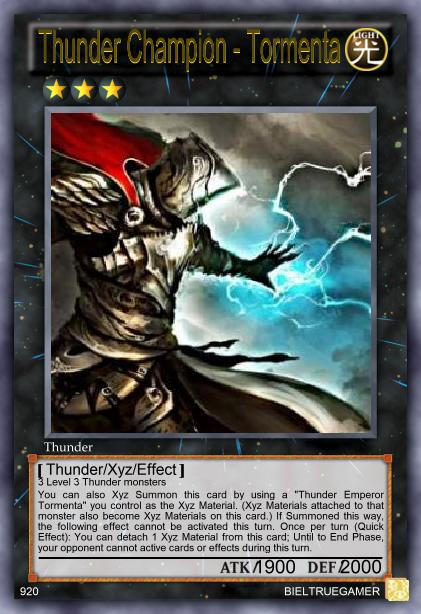 Thunder Champion - Tormenta
LIGHT
光
Thunder
[ Thunder/Xyz/Effect ]
3 Level 3 Thunder monsters
You can also Xyz Summon this card by using a "Thunder Emperor
Tormenta" you control as the Xyz Material. (Xyz Materials attached to that
monster also become Xyz Materials on this card.) If Summoned this way,
the following effect cannot be activated this turn. Once per turn (Quick
Effect): You can detach 1 Xyz Material from this card; Until to End Phase,
your opponent cannot active cards or effects during this turn.
ATK/1900 DEF/2000
920
BIELTRUEGAMER